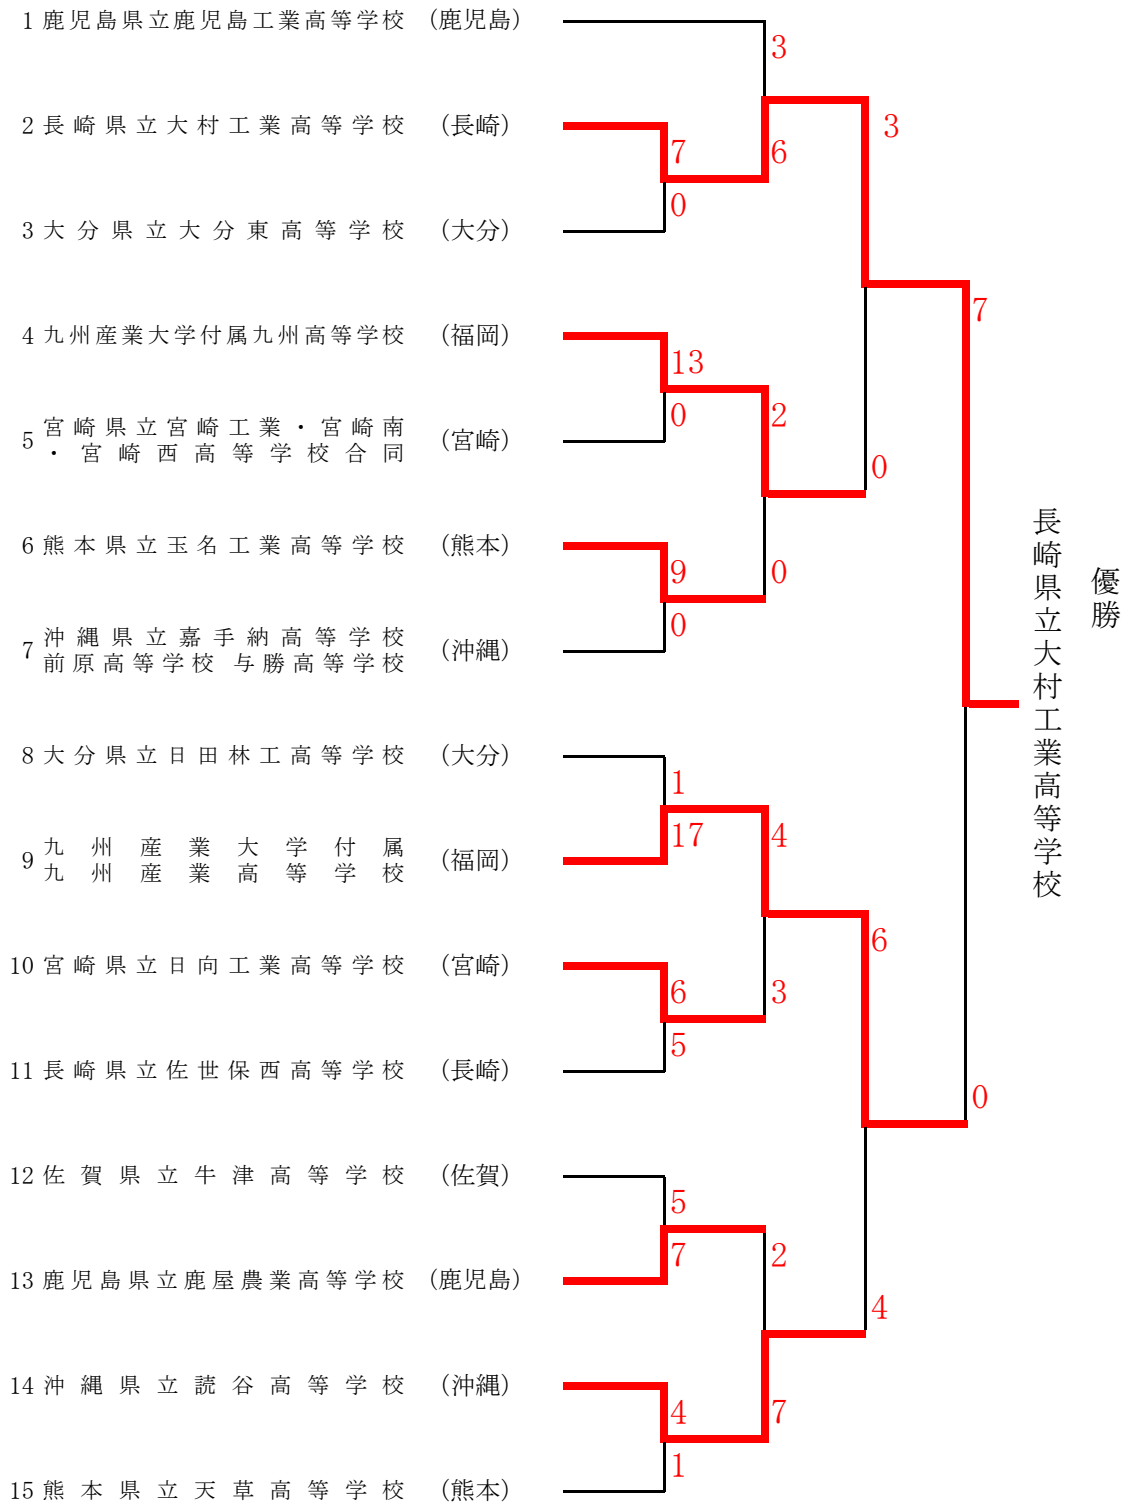 1 鹿児島県立鹿児島工業高等学校 (鹿児島)
3
2 長崎県立大村工業高等学校 (長崎)
7
6
3
0
3 大分県立大分東高等学校 (大分)
7
4 九州産業大学付属九州高等学校 (福岡)
13
0
2
5 宮崎県立宮崎工業・宮崎南
・宮崎西高等学校合同 (宮崎)
0
6 熊本県立玉名工業高等学校 (熊本)
9
0
0
7 沖縄県立嘉手納高等学校
前原高等学校 与勝高等学校 (沖縄)
優勝
長崎県立大村工業高等学校
8 大分県立日田林工高等学校 (大分)
1
17
4
9 九州産業大学付属
九州産業高等学校 (福岡)
6
10 宮崎県立日向工業高等学校 (宮崎)
6
3
5
11 長崎県立佐世保西高等学校 (長崎)
0
12 佐賀県立牛津高等学校 (佐賀)
5
7
2
13 鹿児島県立鹿屋農業高等学校 (鹿児島)
4
14 沖縄県立読谷高等学校 (沖縄)
4
7
1
15 熊本県立天草高等学校 (熊本)